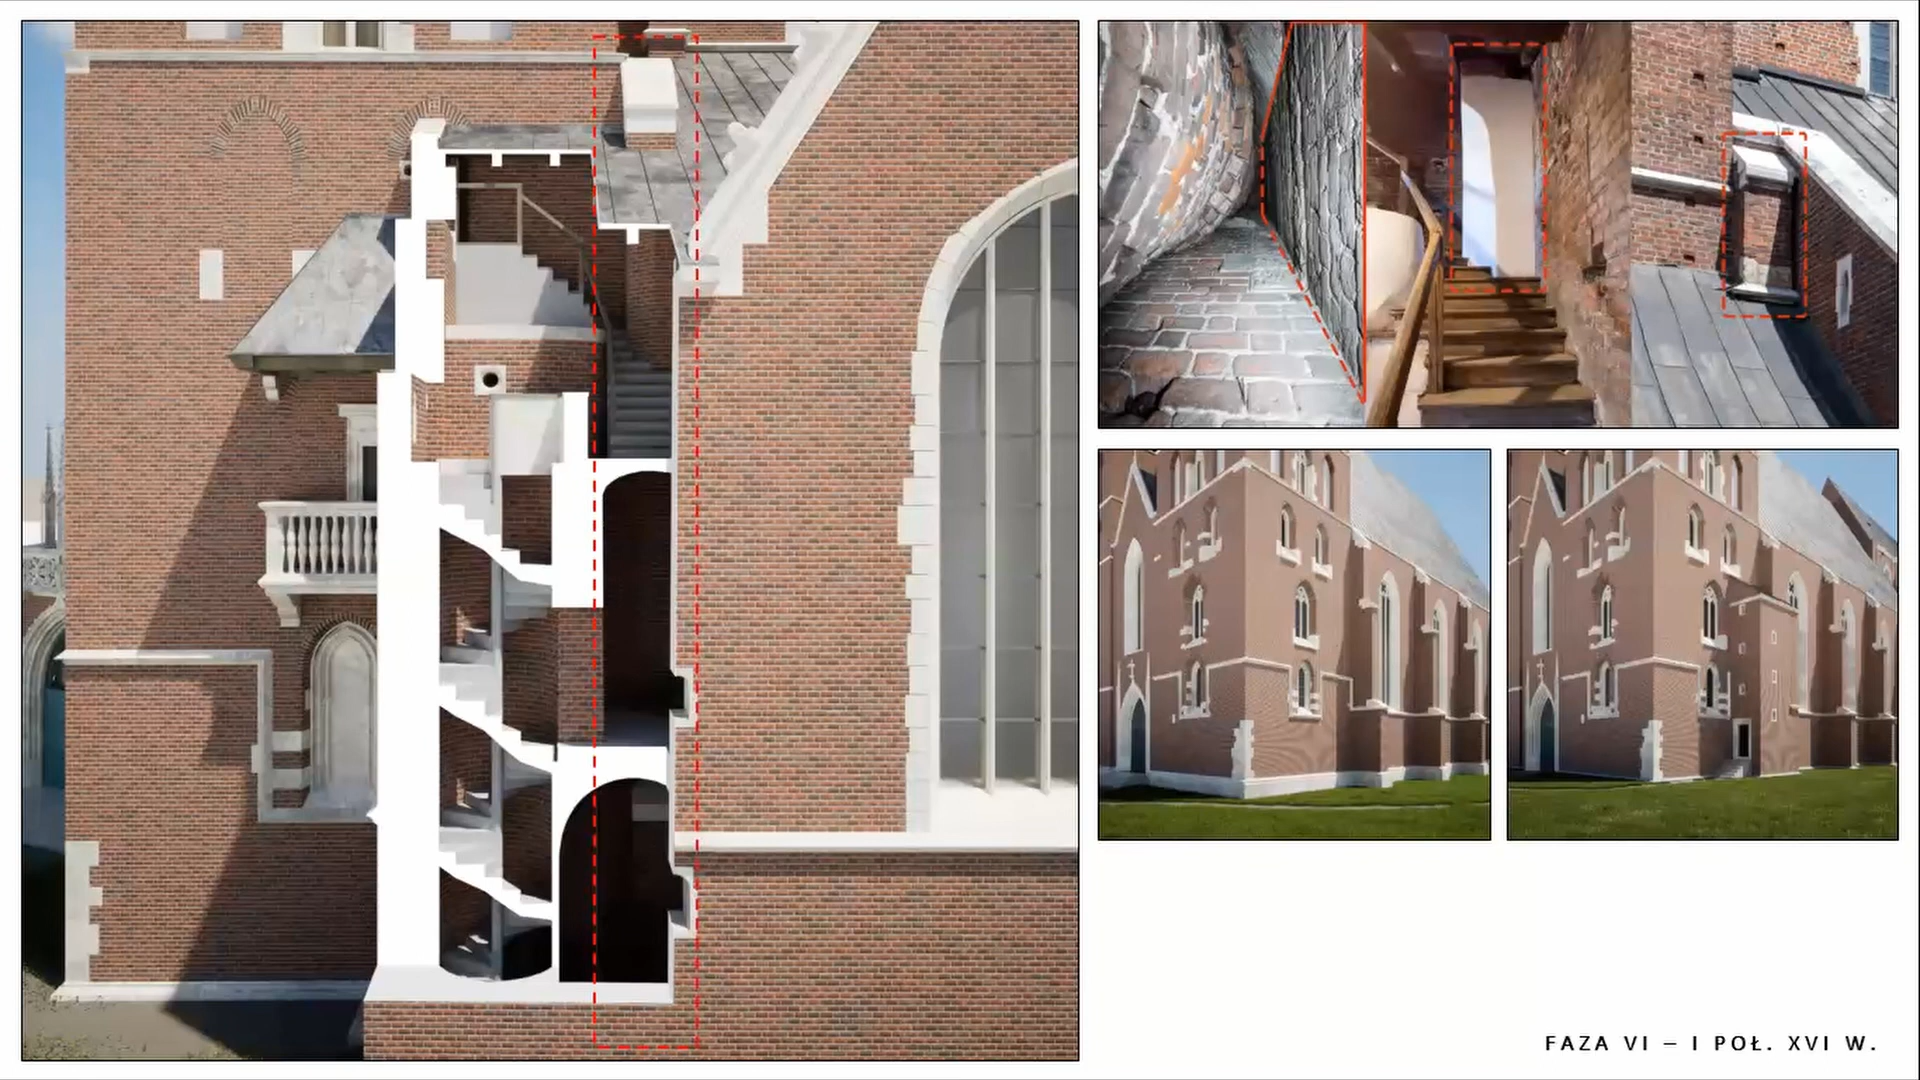 FAZA VI – I POŁ. XVI W.